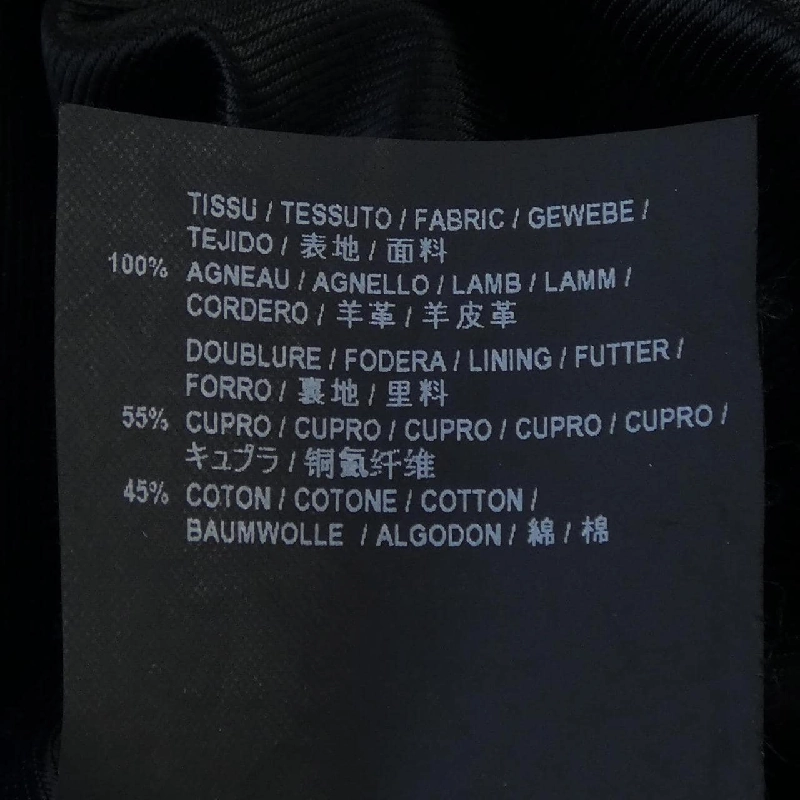 TISSU / TESSUTO / FABRIC / GEWEBE /
TEJIDO / 表地 / 面料
100% AGNEAU / AGNELLO / LAMB / LAMM /
CORDERO / 羊革 / 羊皮革
DOUBLURE / FODERA / LINING / FUTTER /
FORRO / 裏地 / 里料
55% CUPRO / CUPRO / CUPRO / CUPRO / CUPRO /
キュプラ / 铜氨纤维
45% COTON / COTONE / COTTON /
BAUMWOLLE / ALGODON / 綿 / 棉